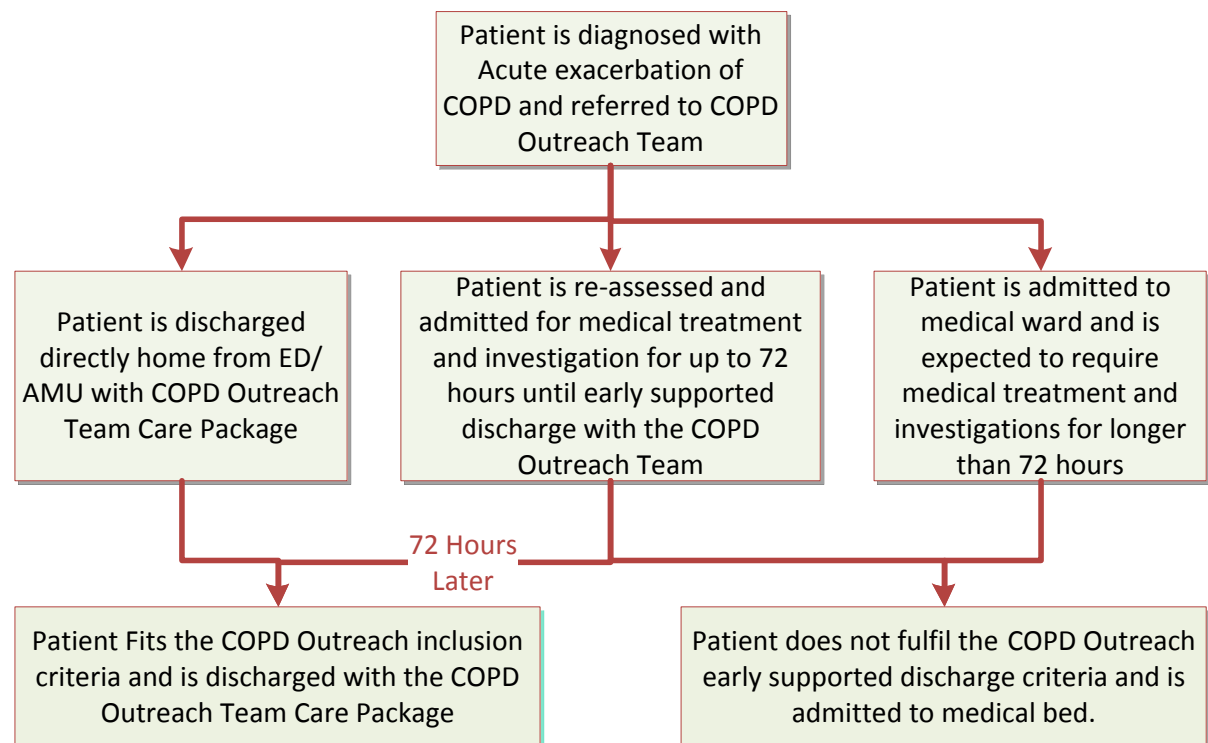 Patient is diagnosed with
Acute exacerbation of
COPD and referred to COPD
Outreach Team
Patient is discharged
directly home from ED/
AMU with COPD Outreach
Team Care Package
Patient is re-assessed and
admitted for medical treatment
and investigation for up to 72
hours until early supported
discharge with the COPD
Outreach Team
Patient is admitted to
medical ward and is
expected to require
medical treatment and
investigations for longer
than 72 hours
72 Hours
Later
Patient Fits the COPD Outreach inclusion
criteria and is discharged with the COPD
Outreach Team Care Package
Patient does not fulfil the COPD Outreach
early supported discharge criteria and is
admitted to medical bed.